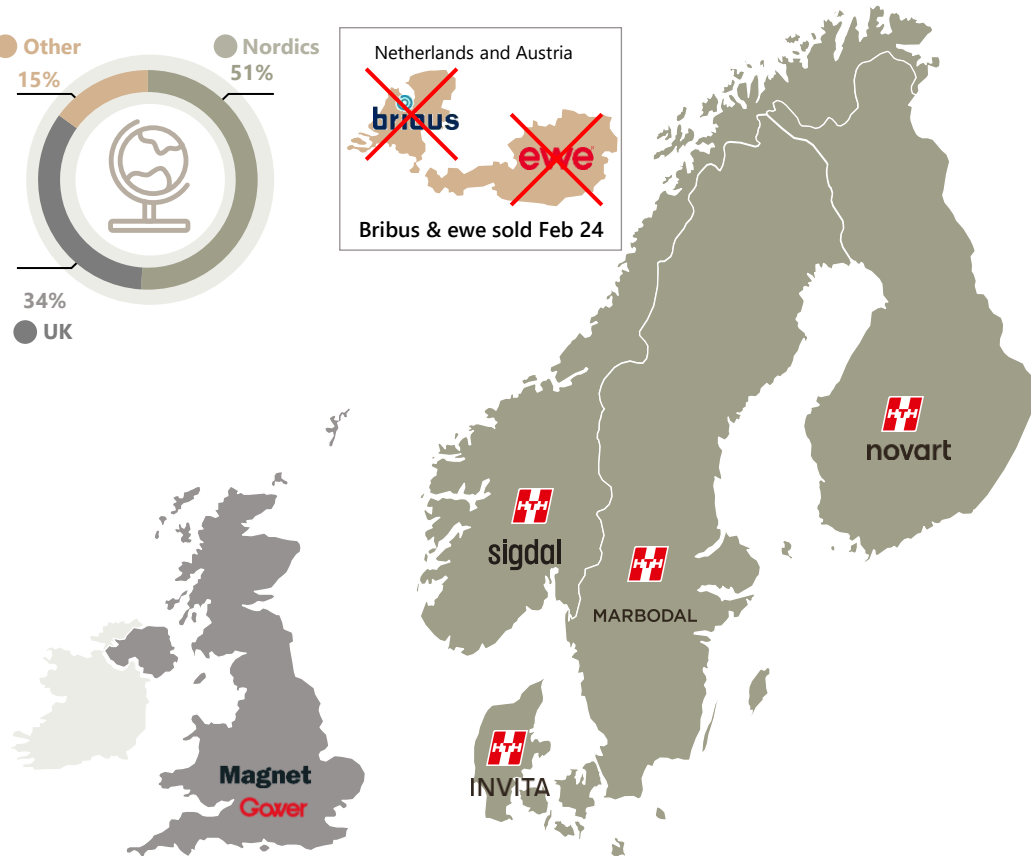 Other
15%
Nordics
51%
34%
UK
Netherlands and Austria
bribus
ewe
Bribus & ewe sold Feb 24
HTH
novart
HTH
sigdal
HTH
MARBODAL
HTH
INVITA
Magnet
Gower